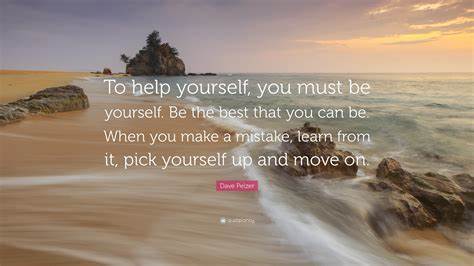 To help yourself, you must be
yourself. Be the best that you can be.
When you make a mistake, learn from
it, pick yourself up and move on.
Dave Pelzer
quotefancy